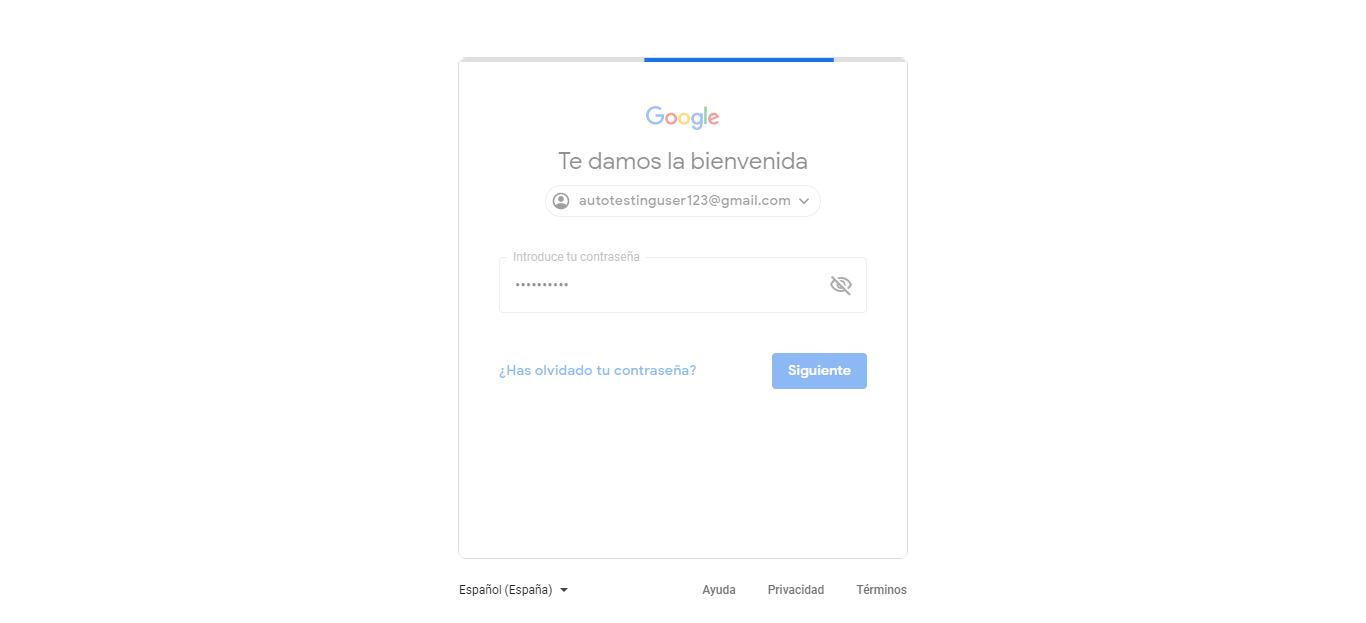 Google
Te damos la bienvenida
autotestinguser123@gmail.com
Introduce tu contraseña
••••••••••
¿Has olvidado tu contraseña? Siguiente
Español (España) Ayuda Privacidad Términos